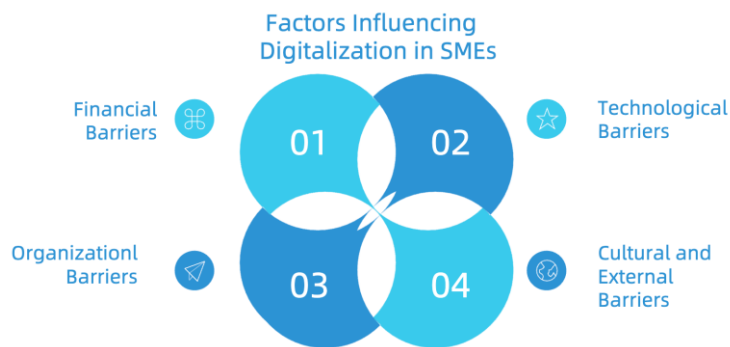 Factors Influencing
Digitalization in SMEs
Financial
Barriers
01
02
Technological
Barriers
Organizationl
Barriers
03
04
Cultural and
External
Barriers